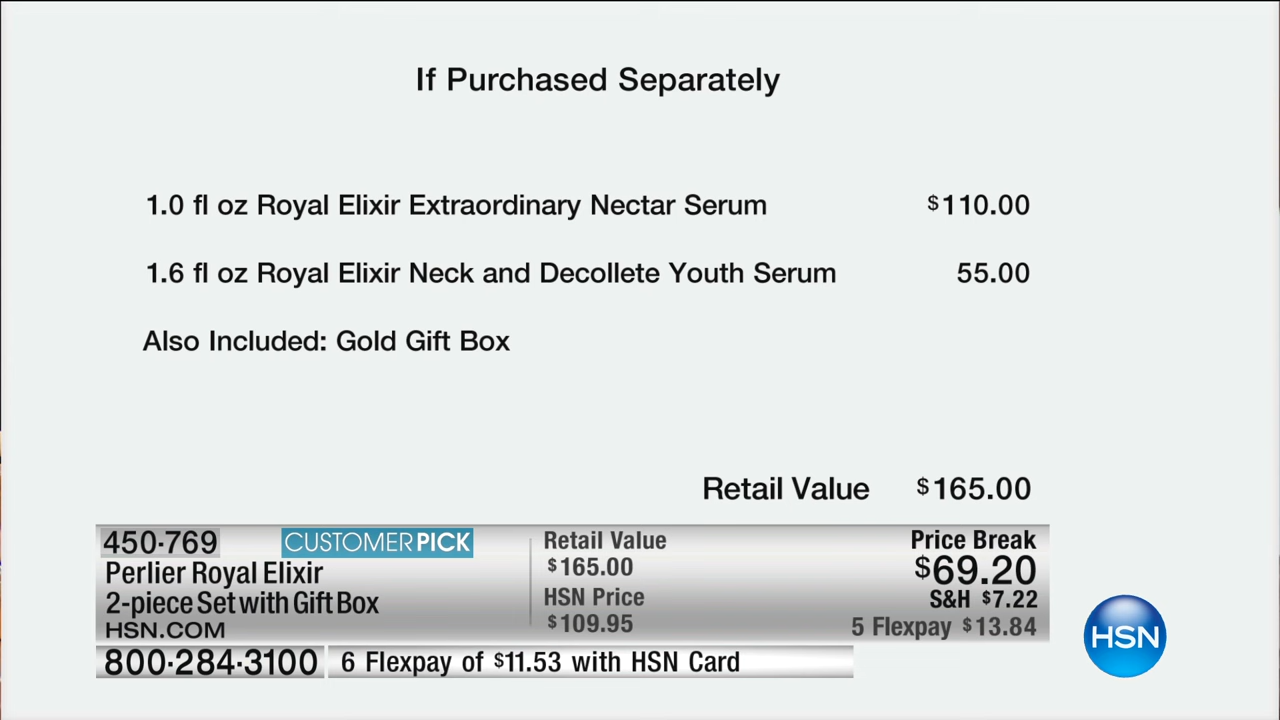 If Purchased Separately
1.0 fl oz Royal Elixir Extraordinary Nectar Serum $110.00
1.6 fl oz Royal Elixir Neck and Decollete Youth Serum 55.00
Also Included: Gold Gift Box
Retail Value $165.00
450-769 CUSTOMERPICK
Perlier Royal Elixir
2-piece Set with Gift Box
HSN.COM
Retail Value
$165.00
HSN Price
$109.95
Price Break
$69.20
S&H $7.22
5 Flexpay $13.84
HSN
800-284-3100 6 Flexpay of $11.53 with HSN Card